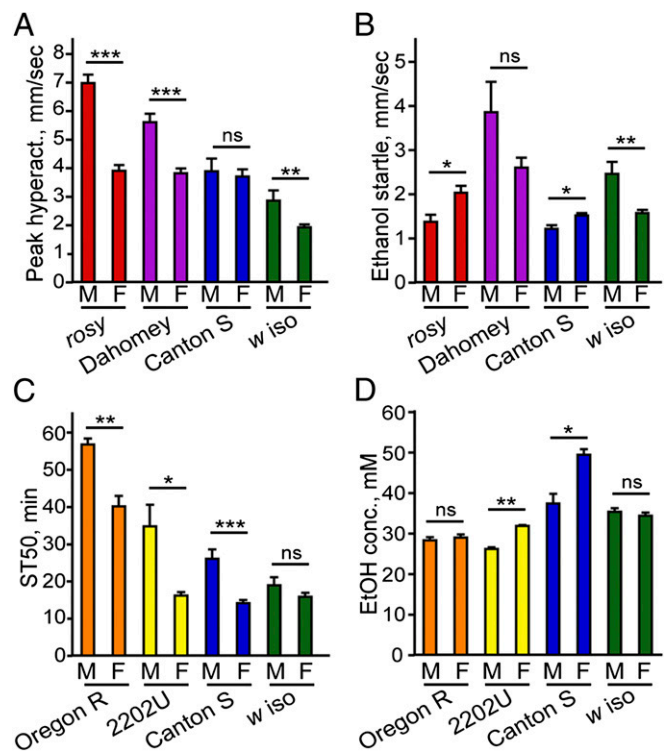 A
Peak hyperact., mm/sec
8
7
6
5
4
3
2
1
0
***
***
ns
**
M F M F M F M F
rosy
Dahomey
Canton S
w iso
B
Ethanol startle, mm/sec
5
4
3
2
1
0
*
ns
*
**
M F M F M F M F
rosy
Dahomey
Canton S
w iso
C
ST50, min
60
50
40
30
20
10
0
**
*
***
ns
M F M F M F M F
Oregon R
2202U
Canton S
w iso
D
EtOH conc., mM
60
50
40
30
20
10
0
ns
**
*
ns
M F M F M F M F
Oregon R
2202U
Canton S
w iso